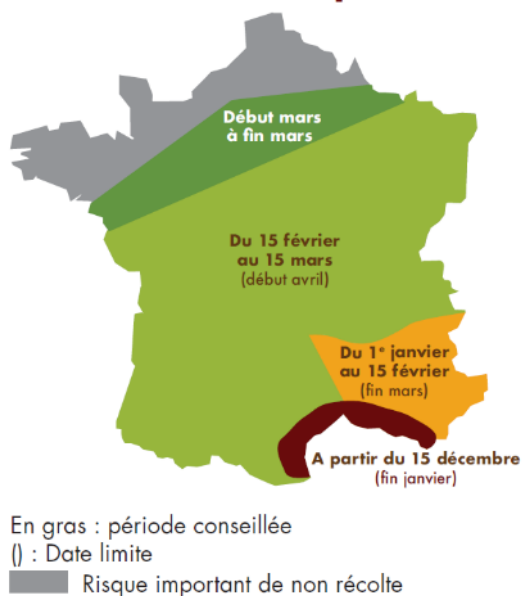 Début mars
à fin mars
Du 15 février
au 15 mars
(début avril)
Du 1e janvier
au 15 février
(fin mars)
A partir du 15 décembre
(fin janvier)
En gras : période conseillée
() : Date limite
Risque important de non récolte